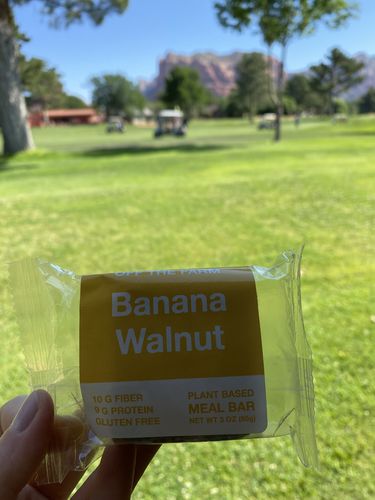 OFF THE FARM
Banana
Walnut
10 G FIBER
9 G PROTEIN
GLUTEN FREE
PLANT BASED
MEAL BAR
NET WT 3 OZ (86g)